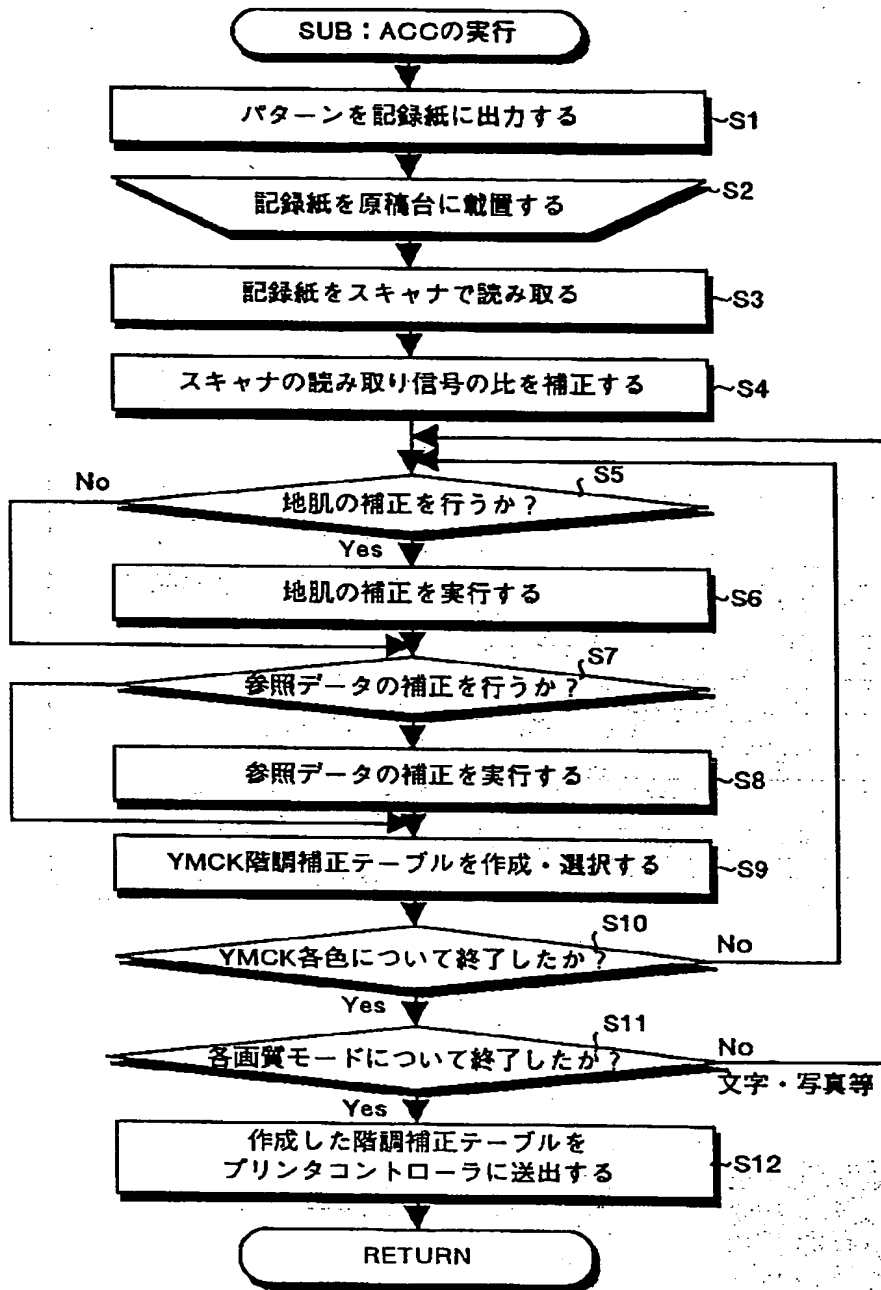 SUB：ACCの実行
パターンを記録紙に出力する
S1
記録紙を原稿台に載置する
S2
記録紙をスキャナで読み取る
S3
スキャナの読み取り信号の比を補正する
S4
地肌の補正を行うか？
S5
No
Yes
地肌の補正を実行する
S6
参照データの補正を行うか？
S7
参照データの補正を実行する
S8
YMCK階調補正テーブルを作成・選択する
S9
YMCK各色について終了したか？
S10
No
Yes
各画質モードについて終了したか？
S11
No
文字・写真等
Yes
作成した階調補正テーブルを
プリンタコントローラに送出する
S12
RETURN